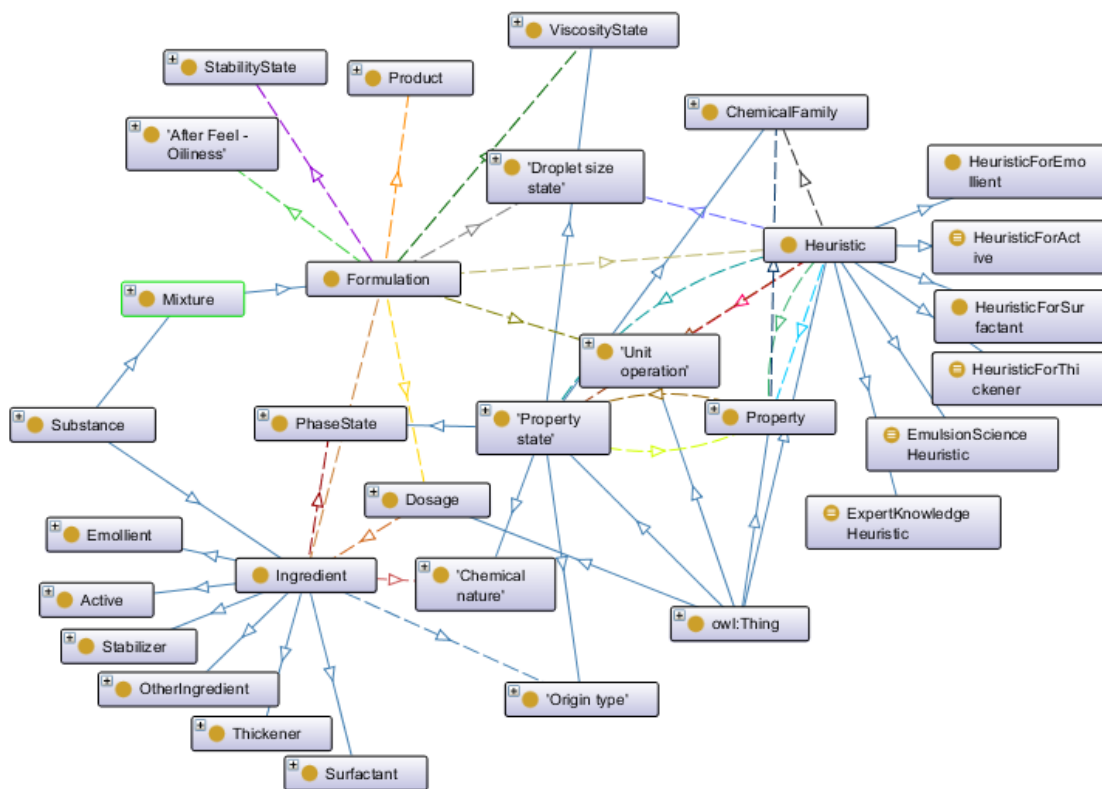 ViscosityState
StabilityState
Product
ChemicalFamily
'After Feel -
Oiliness'
'Droplet size
state'
HeuristicForEmo
llient
Heuristic
HeuristicForAct
ive
Formulation
Mixture
HeuristicForSur
factant
'Unit
operation'
HeuristicForThi
ckener
Substance
PhaseState
'Property
state'
Property
EmulsionScience
Heuristic
Dosage
ExpertKnowledge
Heuristic
Emollient
Ingredient
'Chemical
nature'
Active
owl:Thing
Stabilizer
OtherIngredient
'Origin type'
Thickener
Surfactant